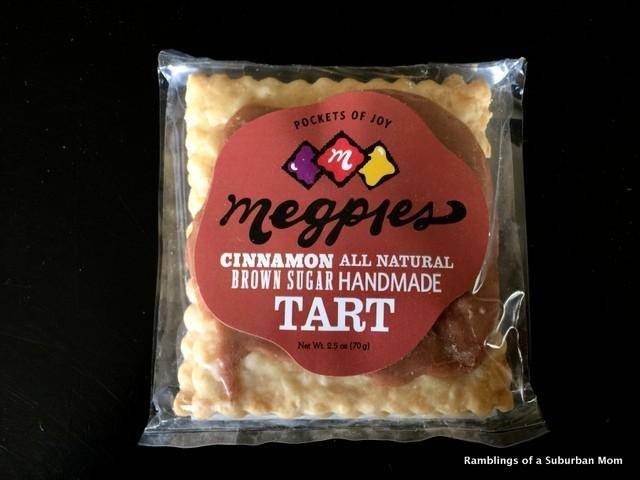 POCKETS OF JOY
m
megpies
CINNAMON ALL NATURAL
BROWN SUGAR HANDMADE
TART
Net Wt. 2.5 oz (70g)
Ramblings of a Suburban Mom